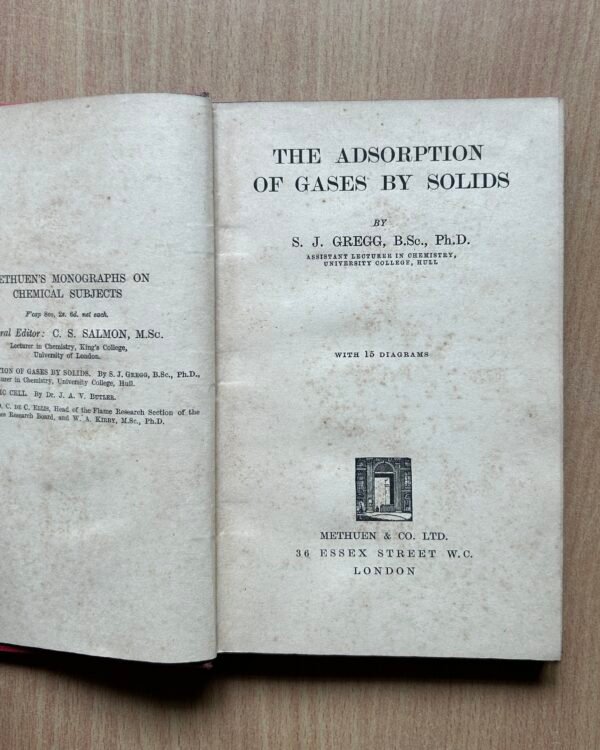 METHUEN'S MONOGRAPHS ON
CHEMICAL SUBJECTS
F'cap 8vo, 2s. 6d. net each.
Editor: C. S. SALMON, M.Sc.
Lecturer in Chemistry, King's College,
University of London.
OF GASES BY SOLIDS. By S. J. GREGG, B.Sc., Ph.D.,
in Chemistry, University College, Hull.
CELL. By Dr. J. A. V. BUTLER.
C. DE C. ELLIS, Head of the Flame Research Section of the
Research Board, and W. A. KIRBY, M.Sc., Ph.D.
THE ADSORPTION
OF GASES BY SOLIDS
BY
S. J. GREGG, B.Sc., Ph.D.
ASSISTANT LECTURER IN CHEMISTRY,
UNIVERSITY COLLEGE, HULL
WITH 15 DIAGRAMS
METHUEN & CO. LTD.
36 ESSEX STREET W.C.
LONDON